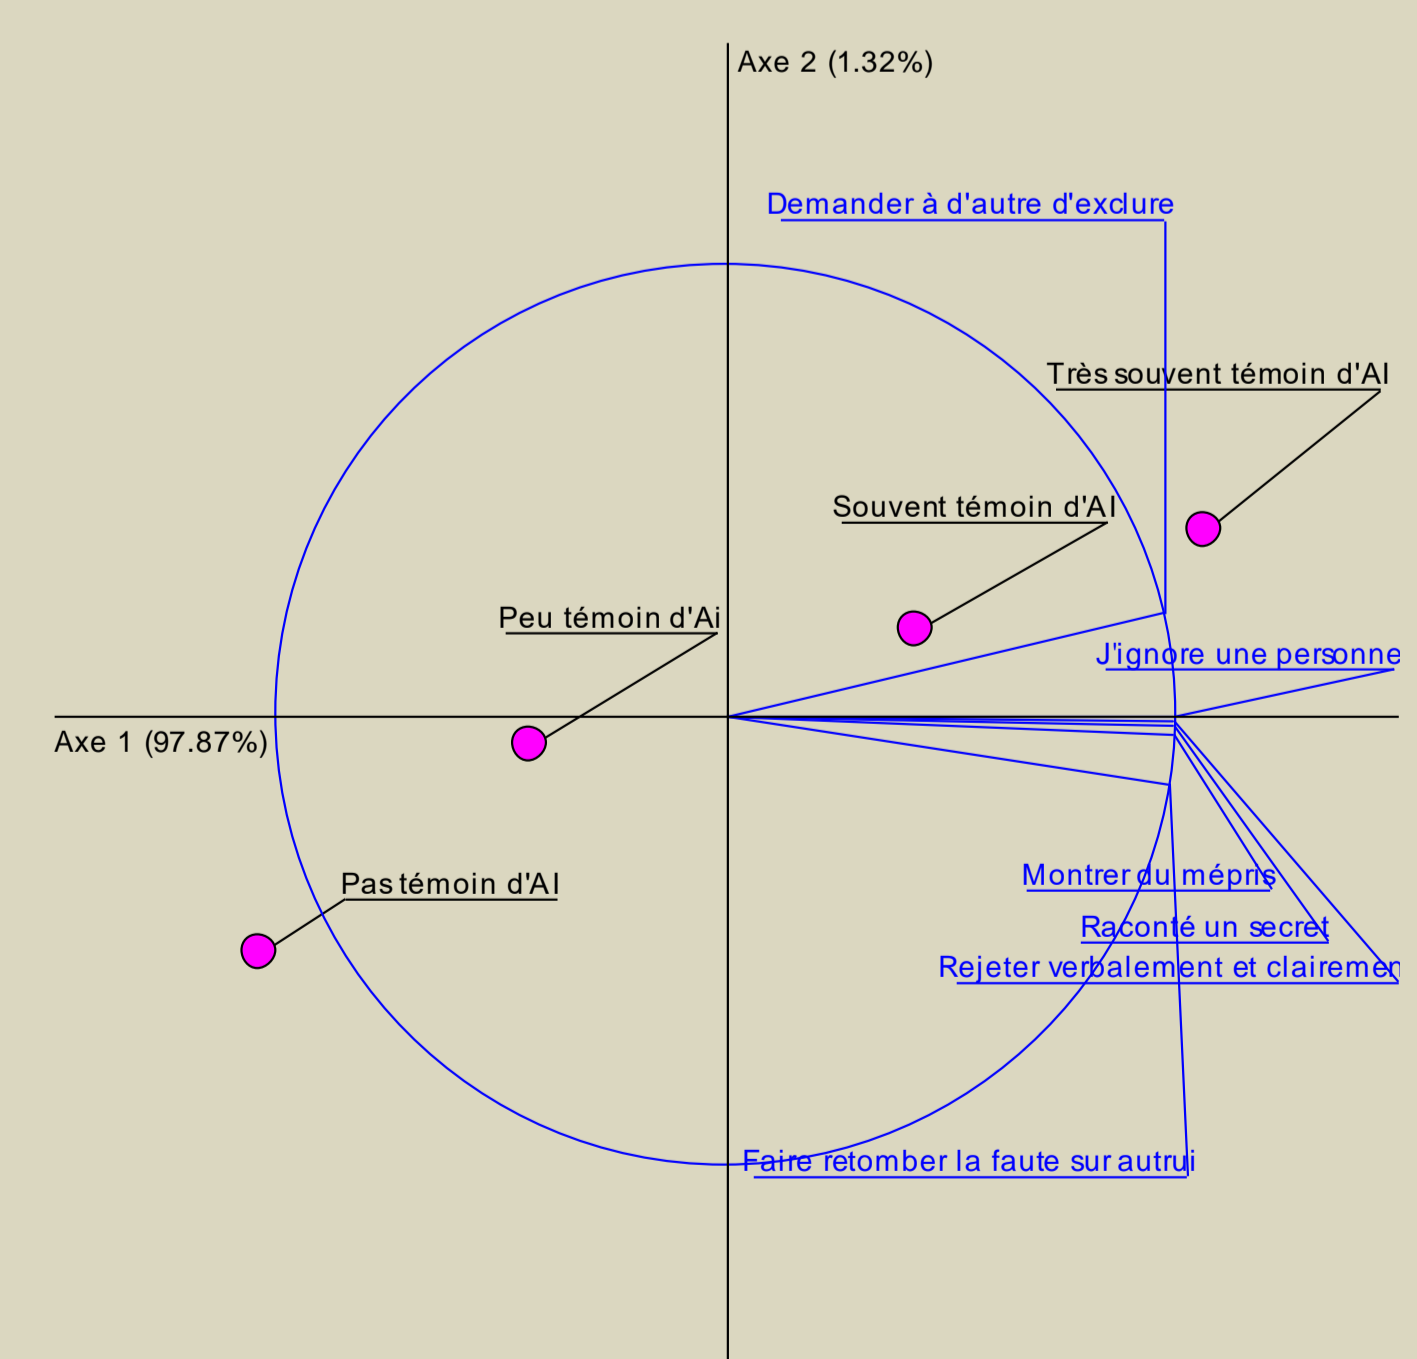 Axe 2 (1.32%)
Demander à d'autre d'exclure
Très souvent témoin d'AI
Souvent témoin d'AI
Peu témoin d'Ai
J'ignore une personne
Axe 1 (97.87%)
Montrer du mépris
Pas témoin d'AI
Raconté un secret
Rejeter verbalement et clairemen
Faire retomber la faute sur autrui